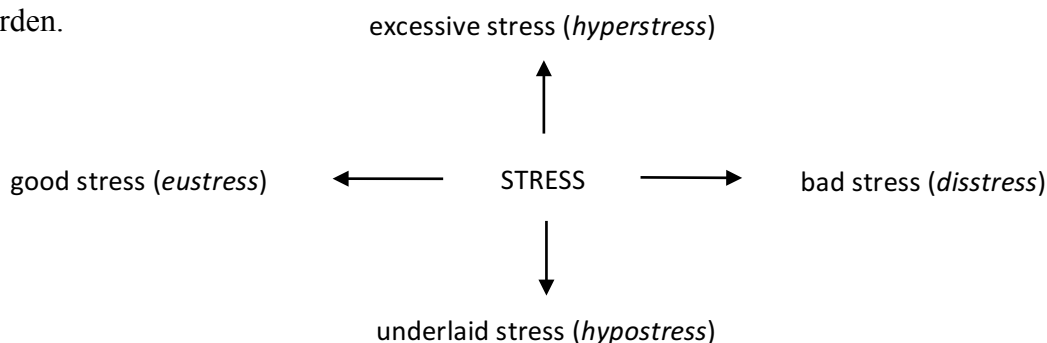 rden.
excessive stress (hyperstress)
good stress (eustress) STRESS bad stress (disstress)
underlaid stress (hypostress)